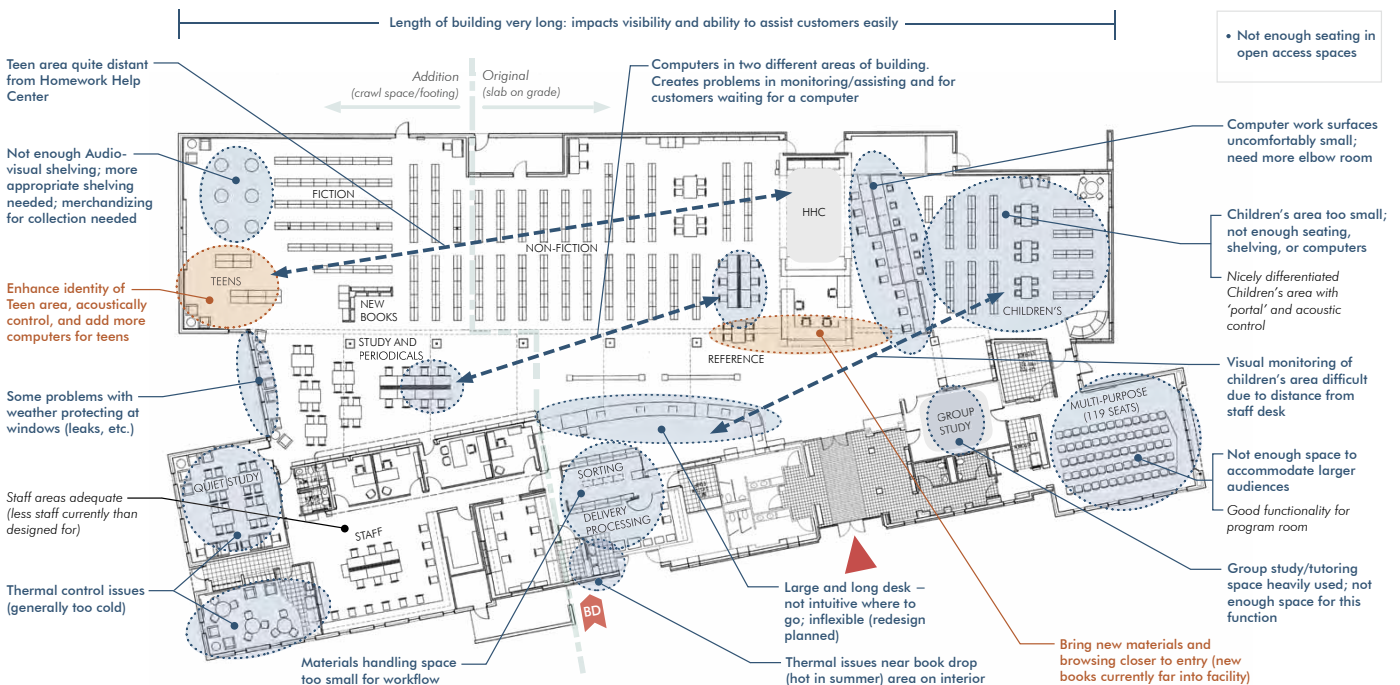 Length of building very long: impacts visibility and ability to assist customers easily
• Not enough seating in
open access spaces
Teen area quite distant
from Homework Help
Center
Addition
(crawl space/footing)
Original
(slab on grade)
Computers in two different areas of building.
Creates problems in monitoring/assisting and for
customers waiting for a computer
Not enough Audio-
visual shelving; more
appropriate shelving
needed; merchandizing
for collection needed
Computer work surfaces
uncomfortably small;
need more elbow room
FICTION
HHC
NON-FICTION
Children's area too small;
not enough seating,
shelving, or computers
Nicely differentiated
Children's area with
'portal' and acoustic
control
TEENS
Enhance identity of
Teen area, acoustically
control, and add more
computers for teens
NEW
BOOKS
CHILDREN'S
STUDY AND
PERIODICALS
REFERENCE
Visual monitoring of
children's area difficult
due to distance from
staff desk
Some problems with
weather protecting at
windows (leaks, etc.)
GROUP
STUDY
MULTI-PURPOSE
(119 SEATS)
Not enough space to
accommodate larger
audiences
Good functionality for
program room
QUIET STUDY
SORTING
DELIVERY
PROCESSING
Staff areas adequate
(less staff currently than
designed for)
STAFF
Thermal control issues
(generally too cold)
BD
Large and long desk –
not intuitive where to
go; inflexible (redesign
planned)
Group study/tutoring
space heavily used; not
enough space for this
function
Materials handling space
too small for workflow
Thermal issues near book drop
(hot in summer) area on interior
Bring new materials and
browsing closer to entry (new
books currently far into facility)